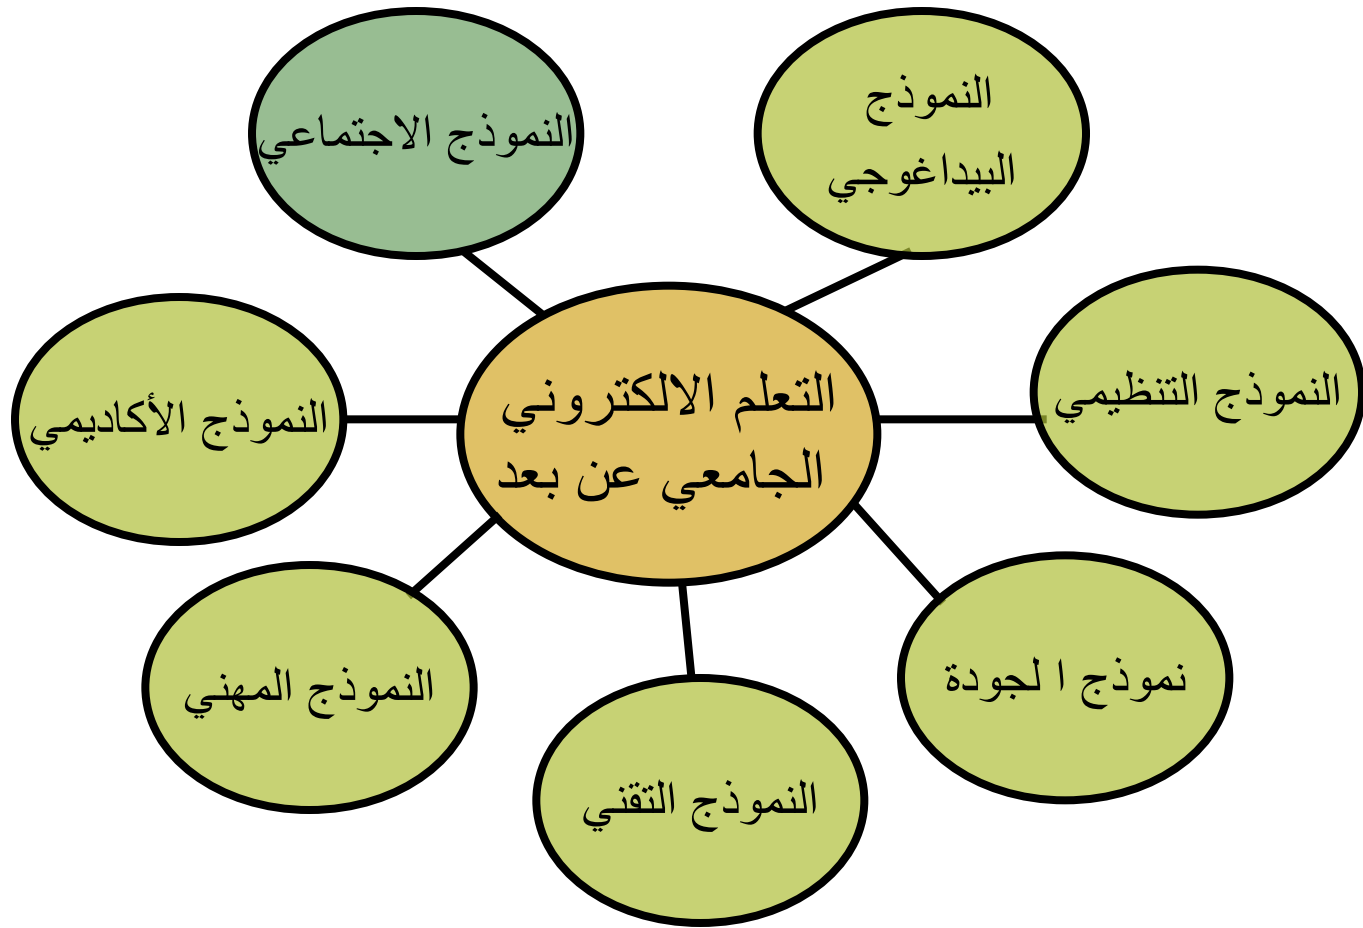 النموذج
البيداغوجي
النموذج الاجتماعي
النموذج التنظيمي
التعلم الالكتروني
الجامعي عن بعد
النموذج الأكاديمي
نموذج ا لجودة
النموذج المهني
النموذج التقني